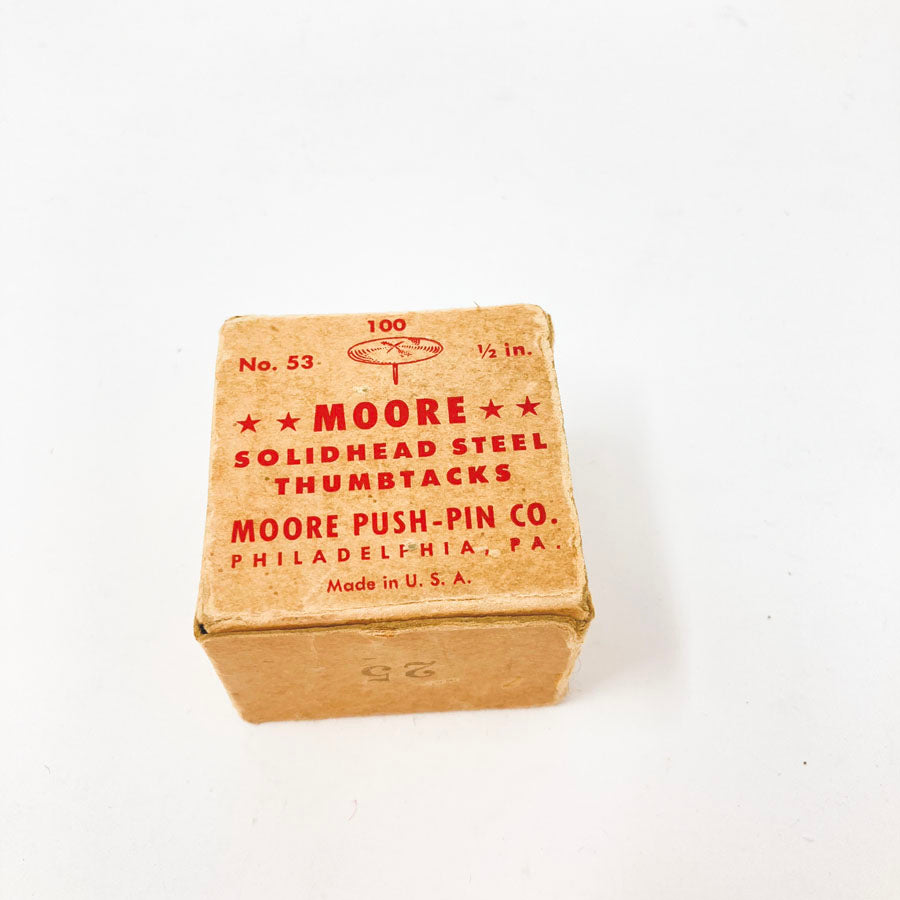 100
No. 53 ½ in.
★ ★ MOORE ★ ★
SOLIDHEAD STEEL
THUMBTACKS
MOORE PUSH-PIN CO.
PHILADELPHIA, PA.
Made in U. S. A.
25